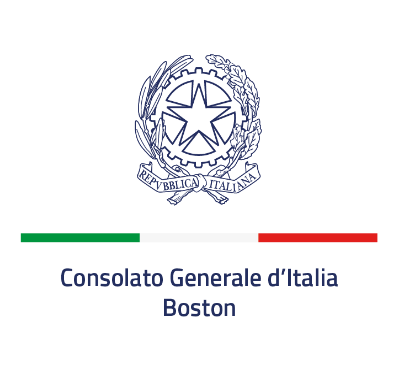 REPVBBLICA ITALIANA
Consolato Generale d'Italia
Boston